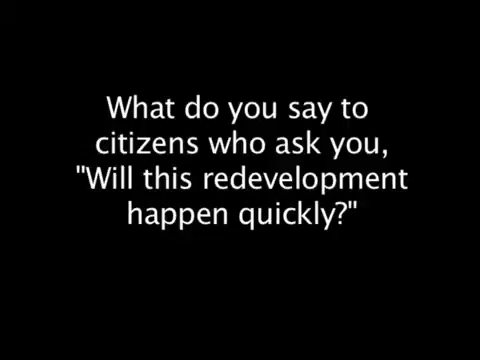 What do you say to
citizens who ask you,
"Will this redevelopment
happen quickly?"